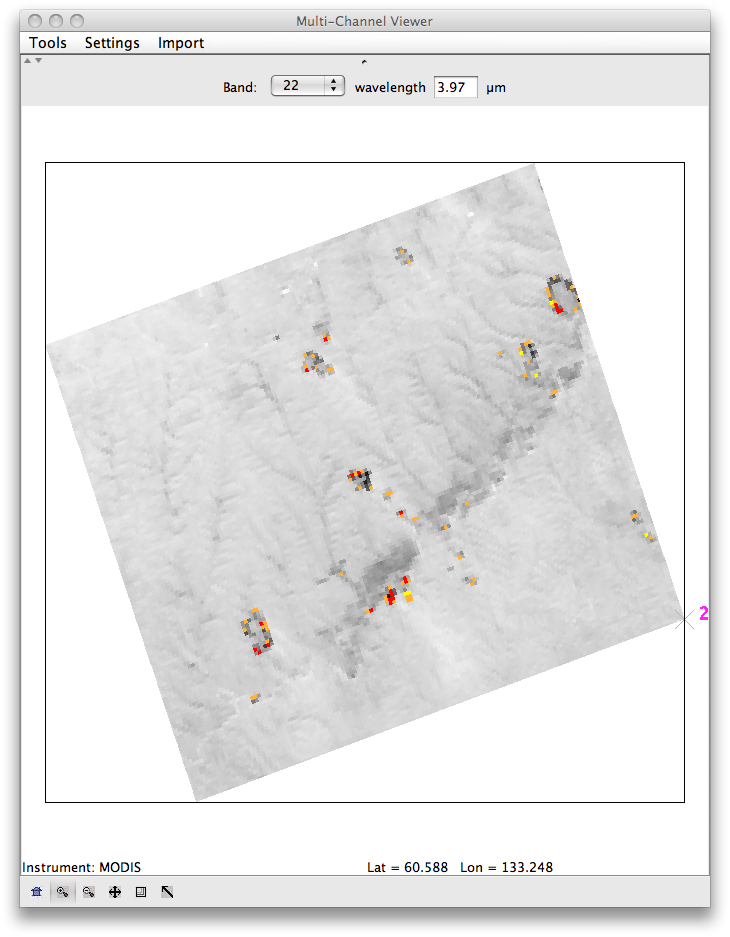 Multi-Channel Viewer
Tools Settings Import
Band: 22 wavelength 3.97 µm
2
Instrument: MODIS Lat = 60.588 Lon = 133.248